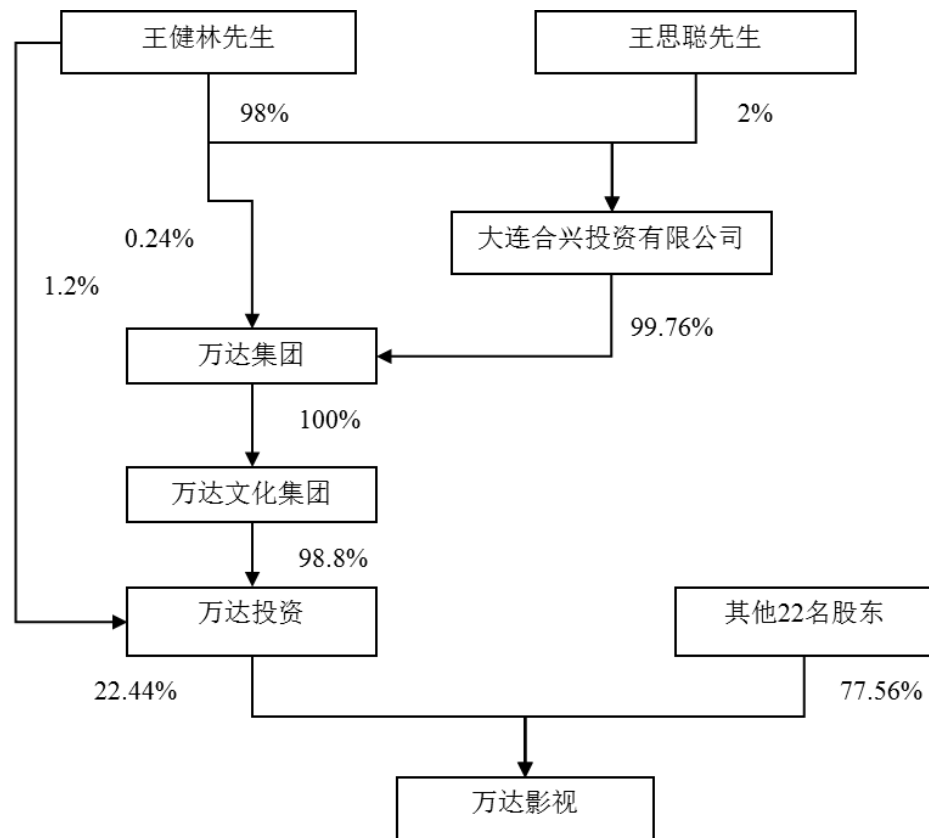 王健林先生
王思聪先生
98%
2%
0.24%
大连合兴投资有限公司
1.2%
99.76%
万达集团
100%
万达文化集团
98.8%
万达投资
其他22名股东
22.44%
77.56%
万达影视